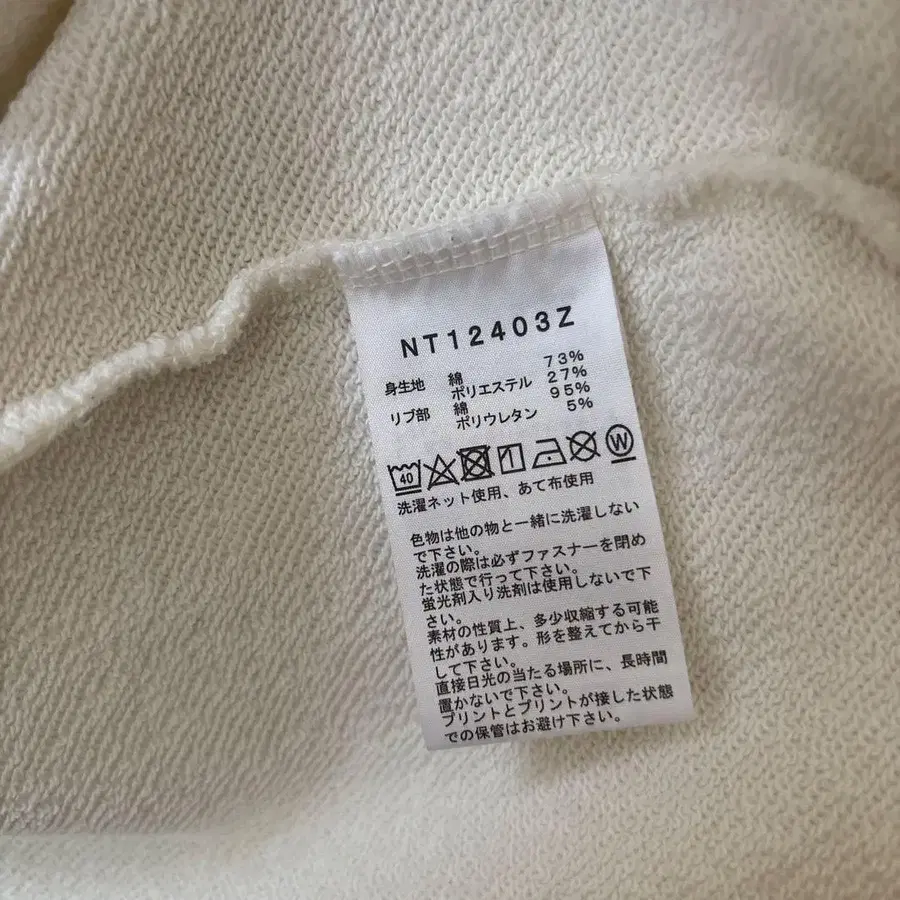 NT12403Z
身生地 綿 73%
ポリエステル 27%
リブ部 綿 95%
ポリウレタン 5%
40 W
洗濯ネット使用、あて布使用
色物は他の物と一緒に洗濯しない
で下さい。
洗濯の際は必ずファスナーを閉め
た状態で行って下さい。
蛍光剤入り洗剤は使用しないで下
さい。
素材の性質上、多少収縮する可能
性があります。形を整えてから干
して下さい。
直接日光の当たる場所に、長時間
置かないで下さい。
プリントとプリントが接した状態
での保管はお避け下さい。